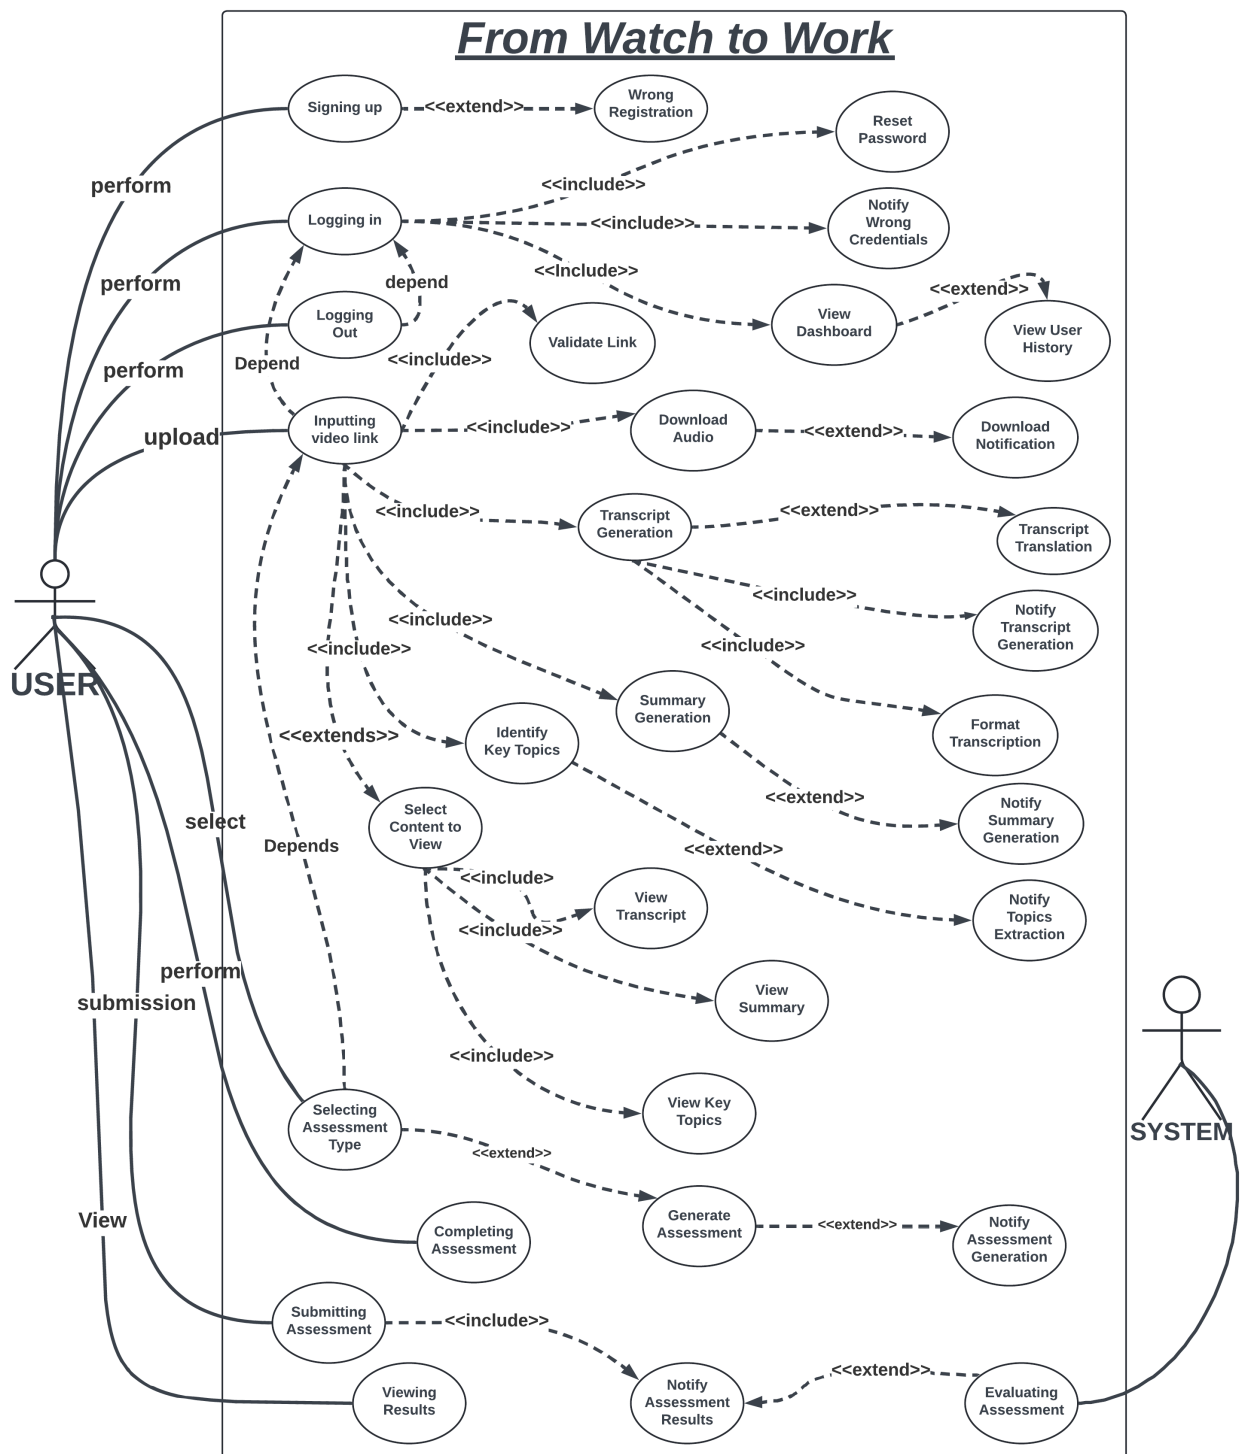 From Watch to Work
Signing up
<<extend>>
Wrong
Registration
Reset
Password
perform
<<include>>
Logging in
<<include>>
Notify
Wrong
Credentials
perform
depend
<<Include>>
<<extend>>
Logging
Out
View
Dashboard
View User
History
Validate Link
perform
Depend
<<include>>
upload
Inputting
video link
<<include>>
Download
Audio
<<extend>>
Download
Notification
<<include>>
Transcript
Generation
<<extend>>
Transcript
Translation
<<include>>
Notify
Transcript
Generation
<<include>>
<<include>>
<<include>>
USER
Summary
Generation
Format
Transcription
<<extends>>
Identify
Key Topics
<<extend>>
Notify
Summary
Generation
select
Depends
Select
Content to
View
<<extend>>
<<include>
View
Transcript
Notify
Topics
Extraction
<<include>>
perform
submission
View
Summary
<<include>>
View Key
Topics
SYSTEM
Selecting
Assessment
Type
<<extend>>
View
Generate
Assessment
<<extend>>
Notify
Assessment
Generation
Completing
Assessment
Submitting
Assessment
<<include>>
<<extend>>
Viewing
Results
Notify
Assessment
Results
Evaluating
Assessment